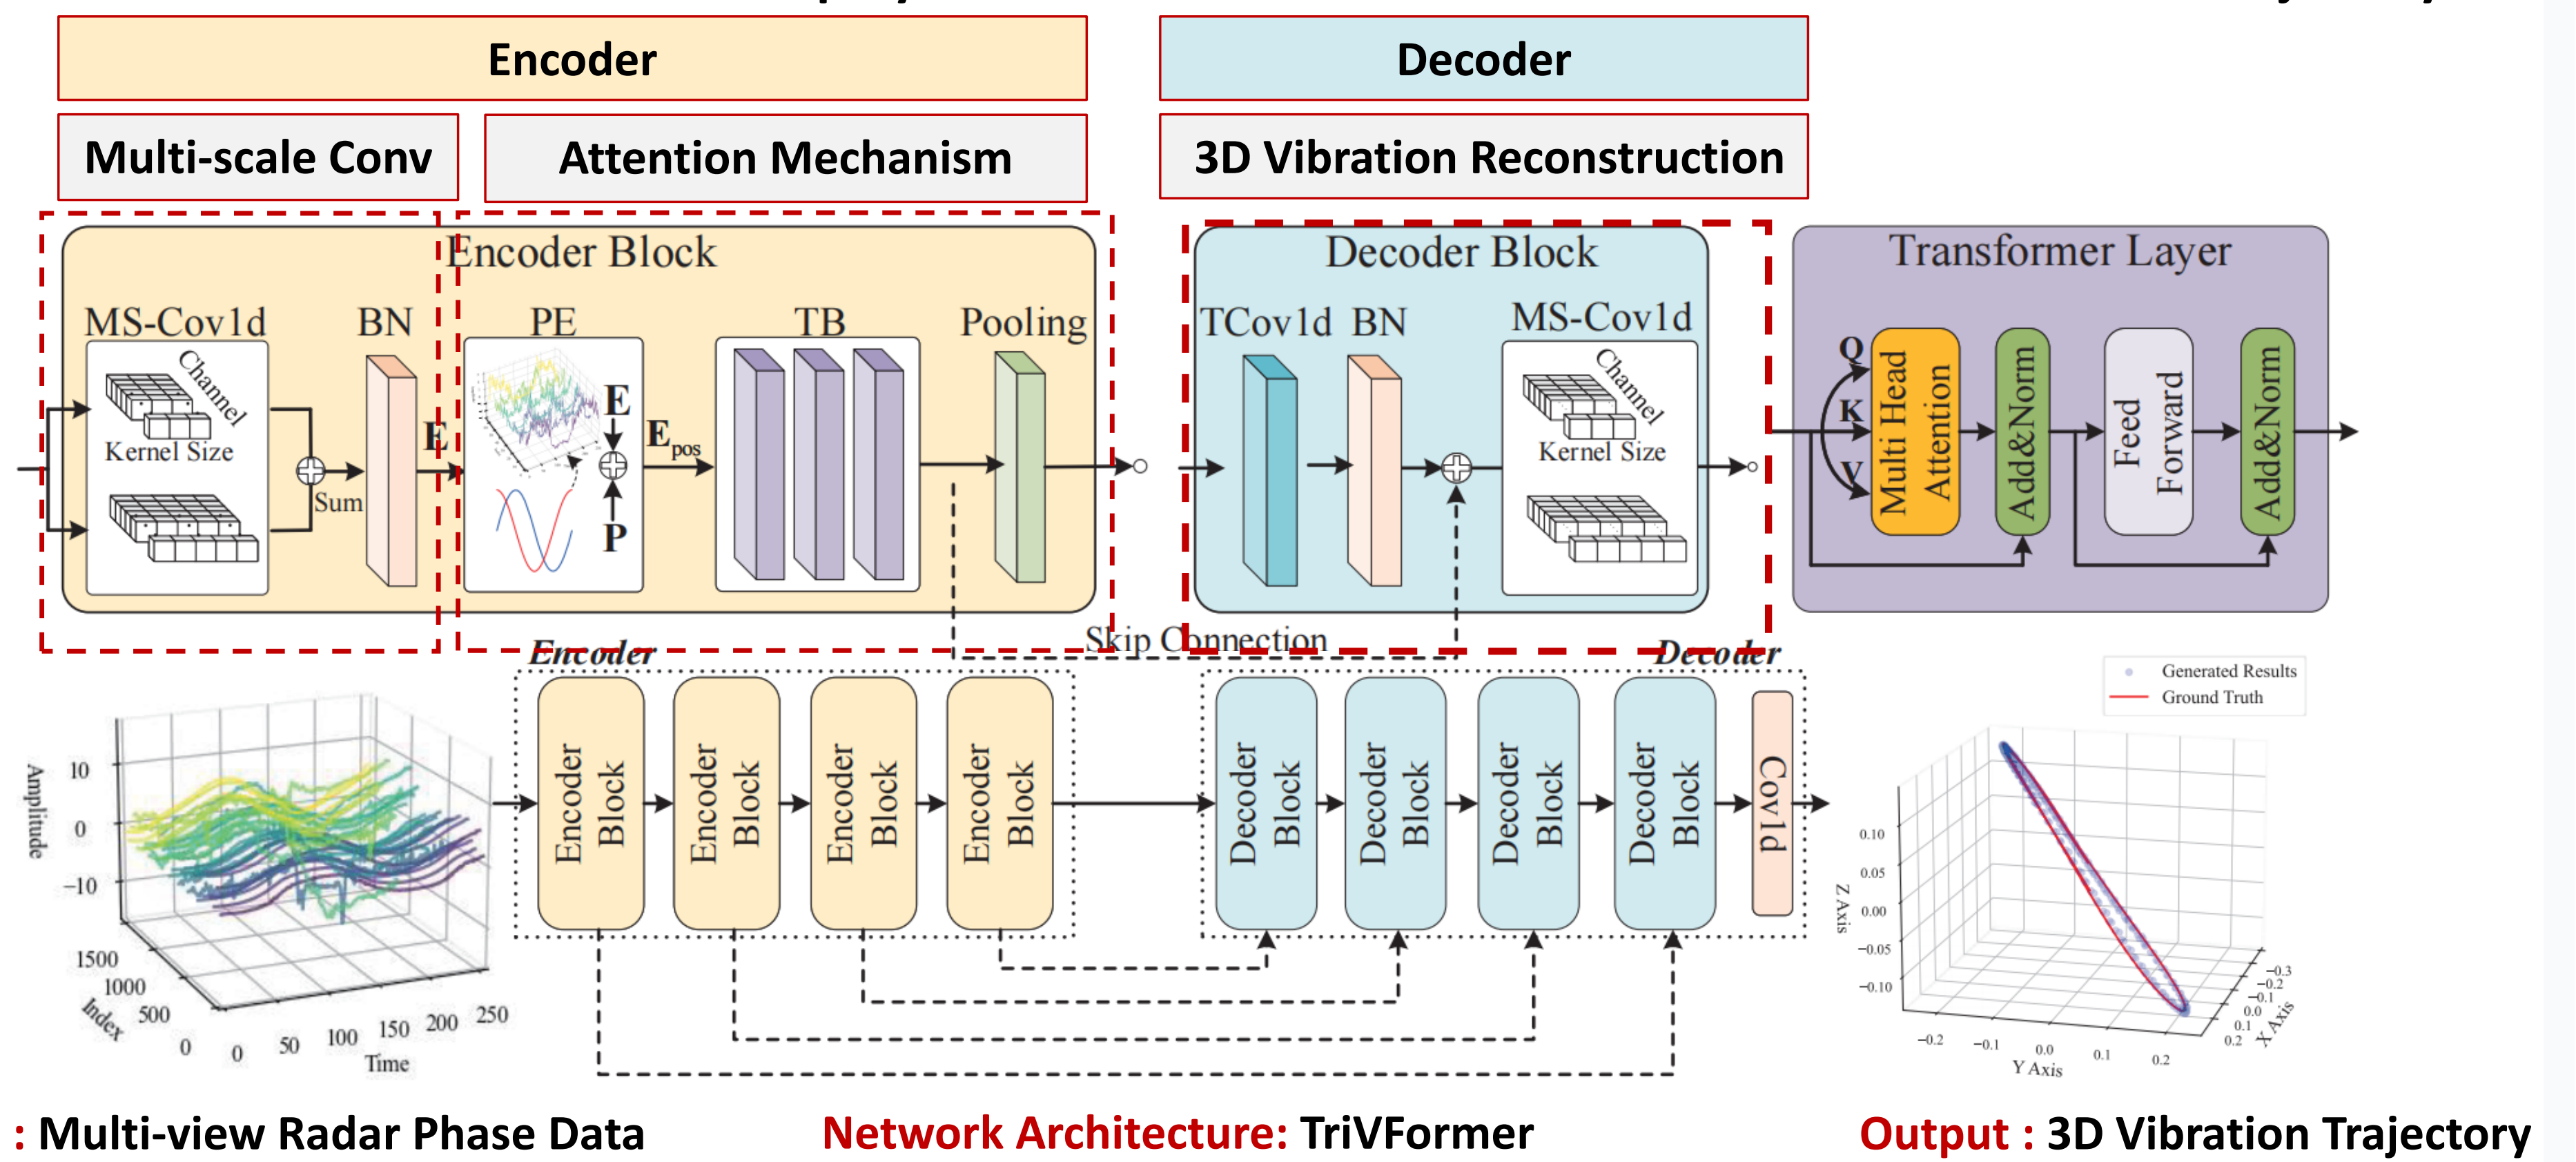 Encoder
Decoder
Multi-scale Conv
Attention Mechanism
3D Vibration Reconstruction
Encoder Block
MS-Cov1d
BN
PE
TB
Pooling
Channel
Kernel Size
Sum
E
E
P
E pos
Decoder Block
TCov1d
BN
MS-Cov1d
Channel
Kernel Size
Transformer Layer
Q
K
V
Multi Head
Attention
Add&Norm
Feed
Forward
Add&Norm
Skip Connection
Encoder
Decoder
Encoder
Block
Encoder
Block
Encoder
Block
Encoder
Block
Decoder
Block
Decoder
Block
Decoder
Block
Decoder
Block
Cov1d
Amplitude
10
0
−10
1500
1000
500
0
Index
0
50
100
150
200
250
Time
Generated Results
Ground Truth
Z Axis
0.10
0.05
0.00
−0.05
−0.10
−0.2
−0.1
0.0
0.1
0.2
Y Axis
−0.3
−0.2
−0.1
0.0
0.1
0.2
X Axis
: Multi-view Radar Phase Data
Network Architecture: TriVFormer
Output : 3D Vibration Trajectory